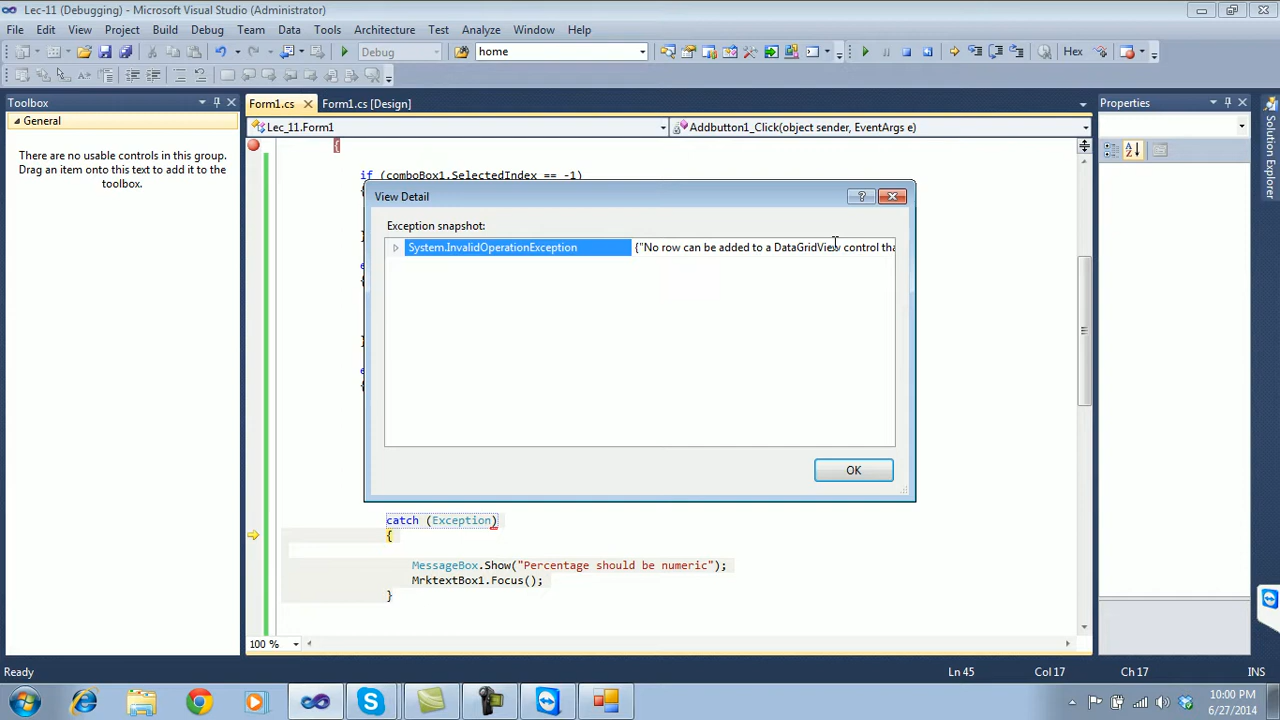 Lec-11 (Debugging) - Microsoft Visual Studio (Administrator)
File Edit View Project Build Debug Team Data Tools Architecture Test Analyze Window Help
Debug home Hex
Toolbox
General
There are no usable controls in this group.
Drag an item onto this text to add it to the
toolbox.
Form1.cs Form1.cs [Design]
Lec_11.Form1 Addbutton1_Click(object sender, EventArgs e)
{
if (comboBox1.SelectedIndex == -1)
View Detail
Exception snapshot:
System.InvalidOperationException {"No row can be added to a DataGridView control tha
OK
catch (Exception)
{
MessageBox.Show("Percentage should be numeric");
MrktextBox1.Focus();
}
100 %
Properties
Solution Explorer
Ready Ln 45 Col 17 Ch 17 INS
10:00 PM
6/27/2014